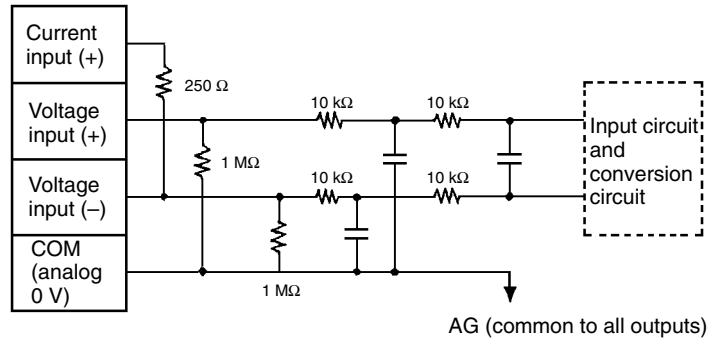 Current
input (+)
250 Ω
Voltage
input (+)
10 kΩ
10 kΩ
1 MΩ
Voltage
input (–)
10 kΩ
10 kΩ
COM
(analog
0 V)
1 MΩ
Input circuit
and
conversion
circuit
AG (common to all outputs)